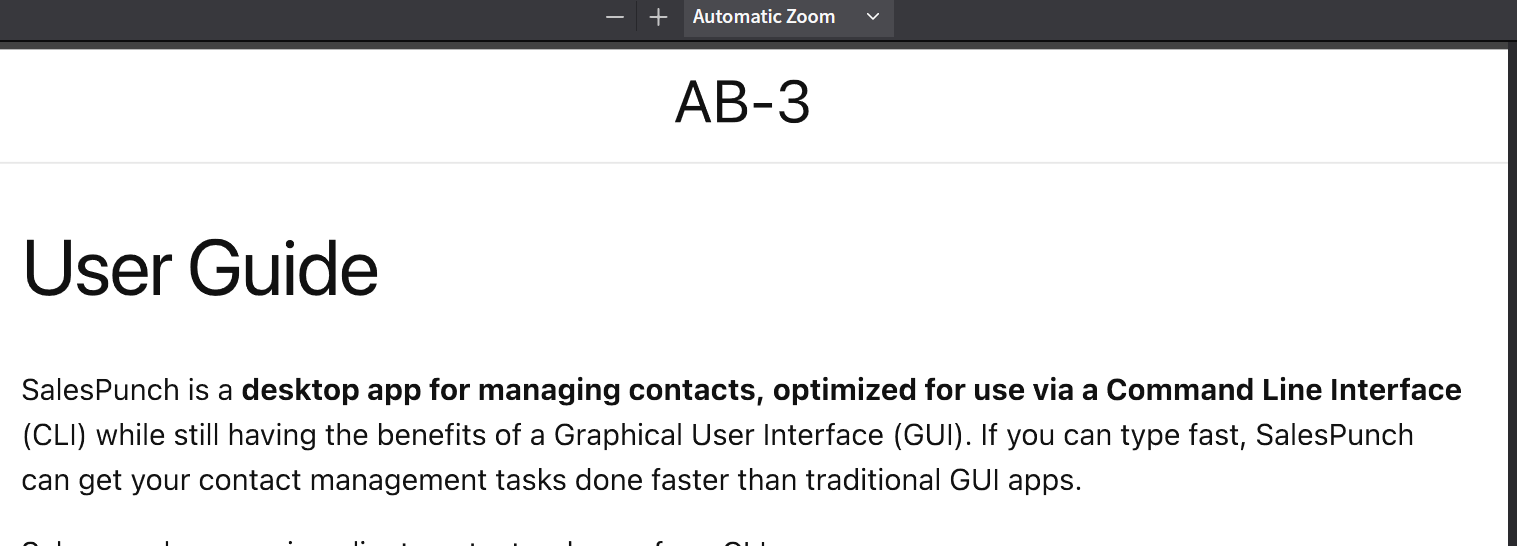 Automatic Zoom
AB-3
User Guide
SalesPunch is a desktop app for managing contacts, optimized for use via a Command Line Interface
(CLI) while still having the benefits of a Graphical User Interface (GUI). If you can type fast, SalesPunch
can get your contact management tasks done faster than traditional GUI apps.